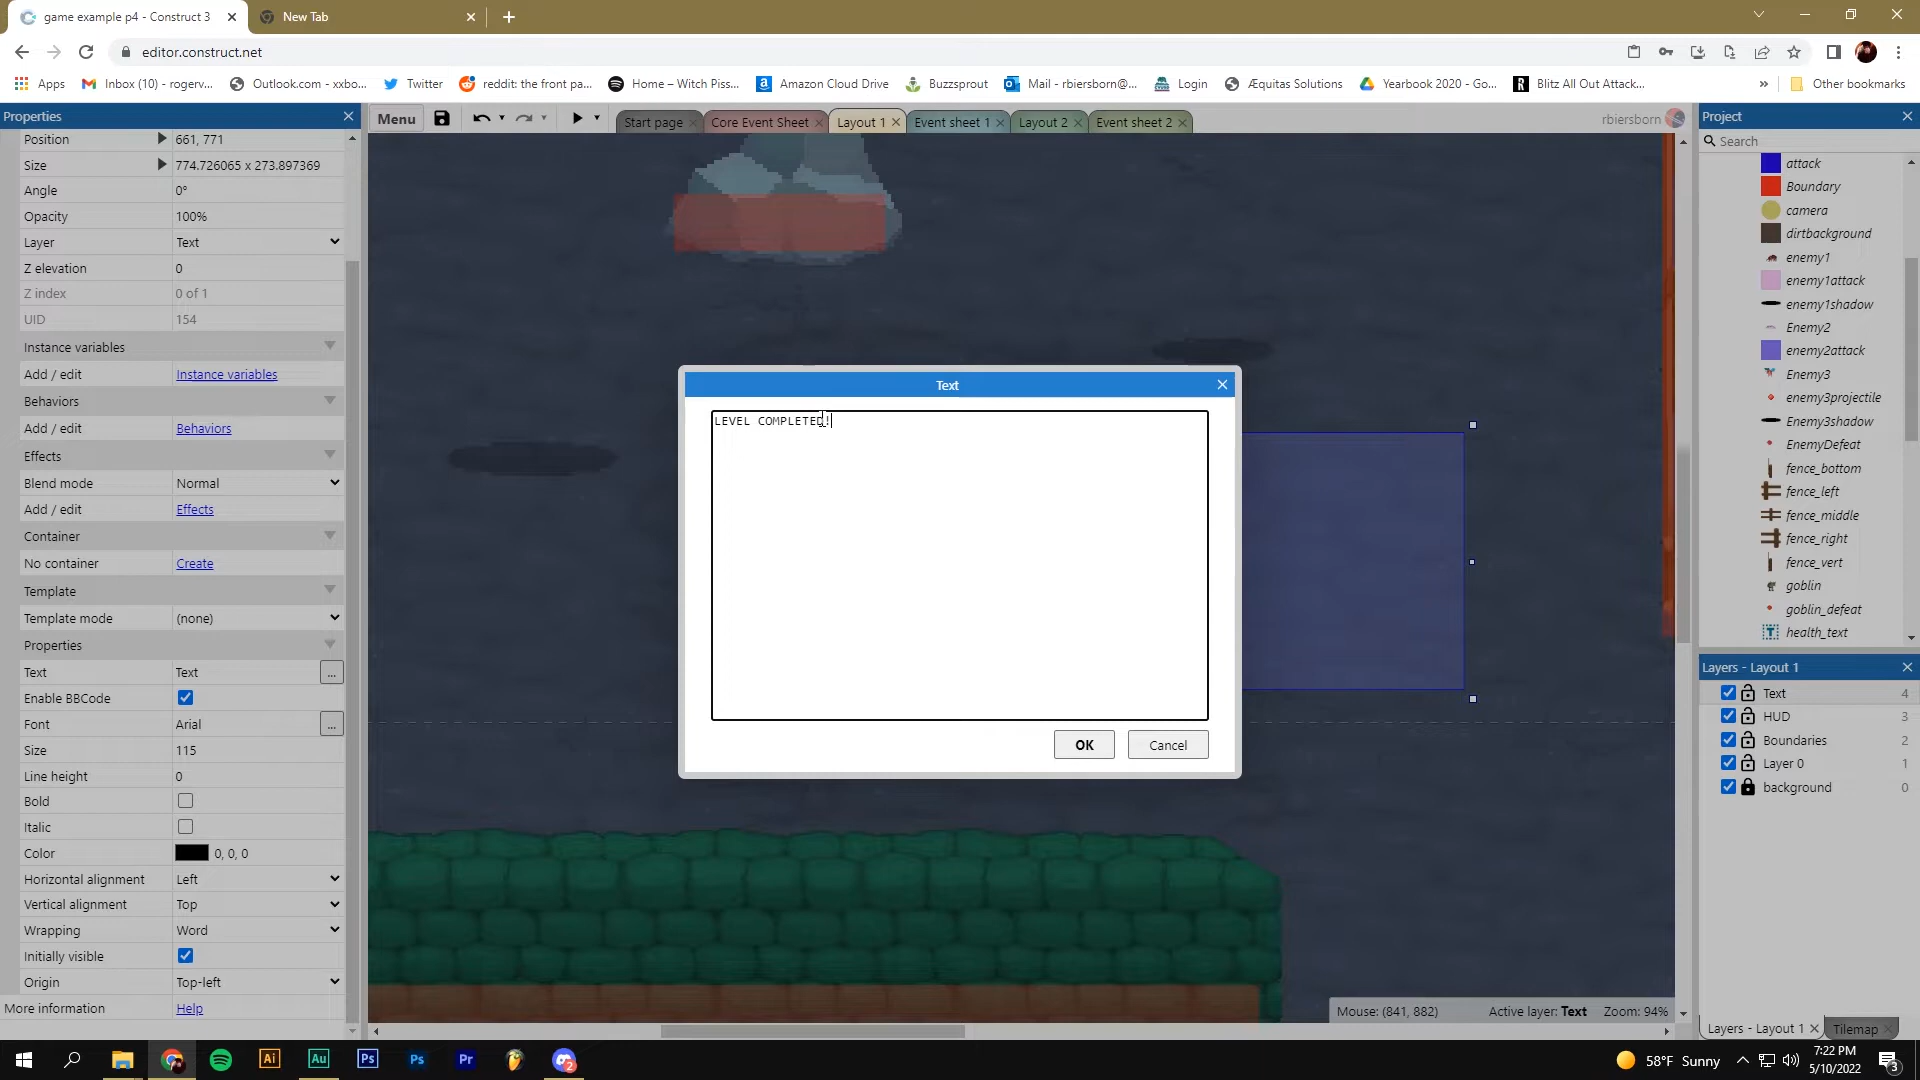 game example p4 - Construct 3
New Tab
editor.construct.net
Apps
Inbox (10) - rogerv...
Outlook.com - xxbo...
Twitter
reddit: the front pa...
Home – Witch Piss...
Amazon Cloud Drive
Buzzsprout
Mail - rbiersborn@...
Login
Æquitas Solutions
Yearbook 2020 - Go...
Blitz All Out Attack...
»
Other bookmarks
Properties
Menu
Start page
Core Event Sheet
Layout 1
Event sheet 1
Layout 2
Event sheet 2
rbiersborn
Project
Search
Position 661, 771
Size 774.726065 x 273.897369
Angle 0°
Opacity 100%
Layer Text
Z elevation 0
Z index 0 of 1
UID 154
Instance variables
Add / edit Instance variables
Behaviors
Add / edit Behaviors
Effects
Blend mode Normal
Add / edit Effects
Container
No container Create
Template
Template mode (none)
Properties
Text Text ...
Enable BBCode
Font Arial ...
Size 115
Line height 0
Bold
Italic
Color 0, 0, 0
Horizontal alignment Left
Vertical alignment Top
Wrapping Word
Initially visible
Origin Top-left
More information Help
Text
LEVEL COMPLETED!
OK
Cancel
attack
Boundary
camera
dirtbackground
enemy1
enemy1attack
enemy1shadow
Enemy2
enemy2attack
Enemy3
enemy3projectile
Enemy3shadow
EnemyDefeat
fence_bottom
fence_left
fence_middle
fence_right
fence_vert
goblin
goblin_defeat
health_text
Layers - Layout 1
Text 4
HUD 3
Boundaries 2
Layer 0 1
background 0
Mouse: (841, 882)
Active layer: Text
Zoom: 94%
Layers - Layout 1
Tilemap
Ai
Au
Ps
Ps
Pr
2
58°F Sunny
7:22 PM
5/10/2022
3